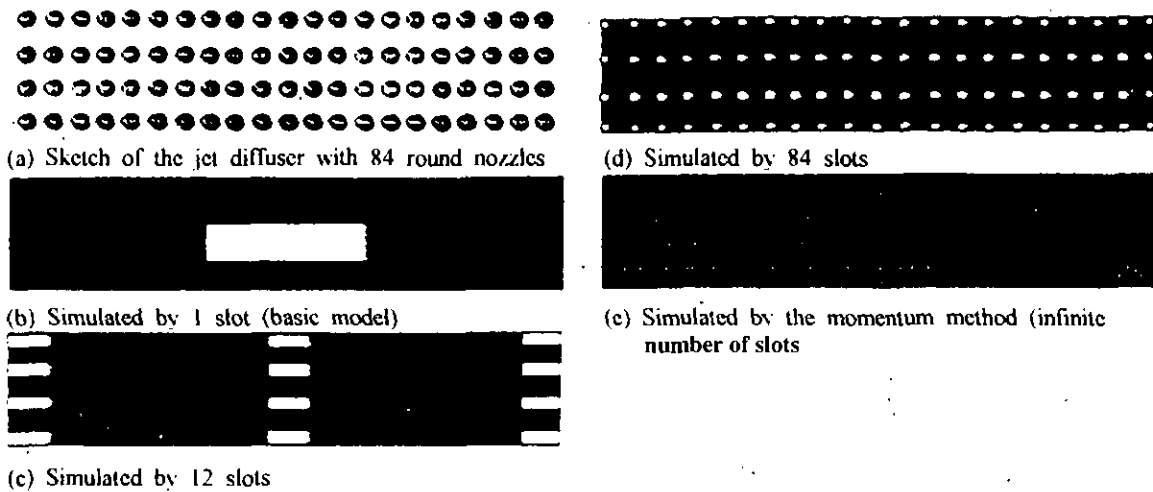 (a) Sketch of the jet diffuser with 84 round nozzles
(b) Simulated by 1 slot (basic model)
(c) Simulated by 12 slots
(d) Simulated by 84 slots
(e) Simulated by the momentum method (infinite
number of slots